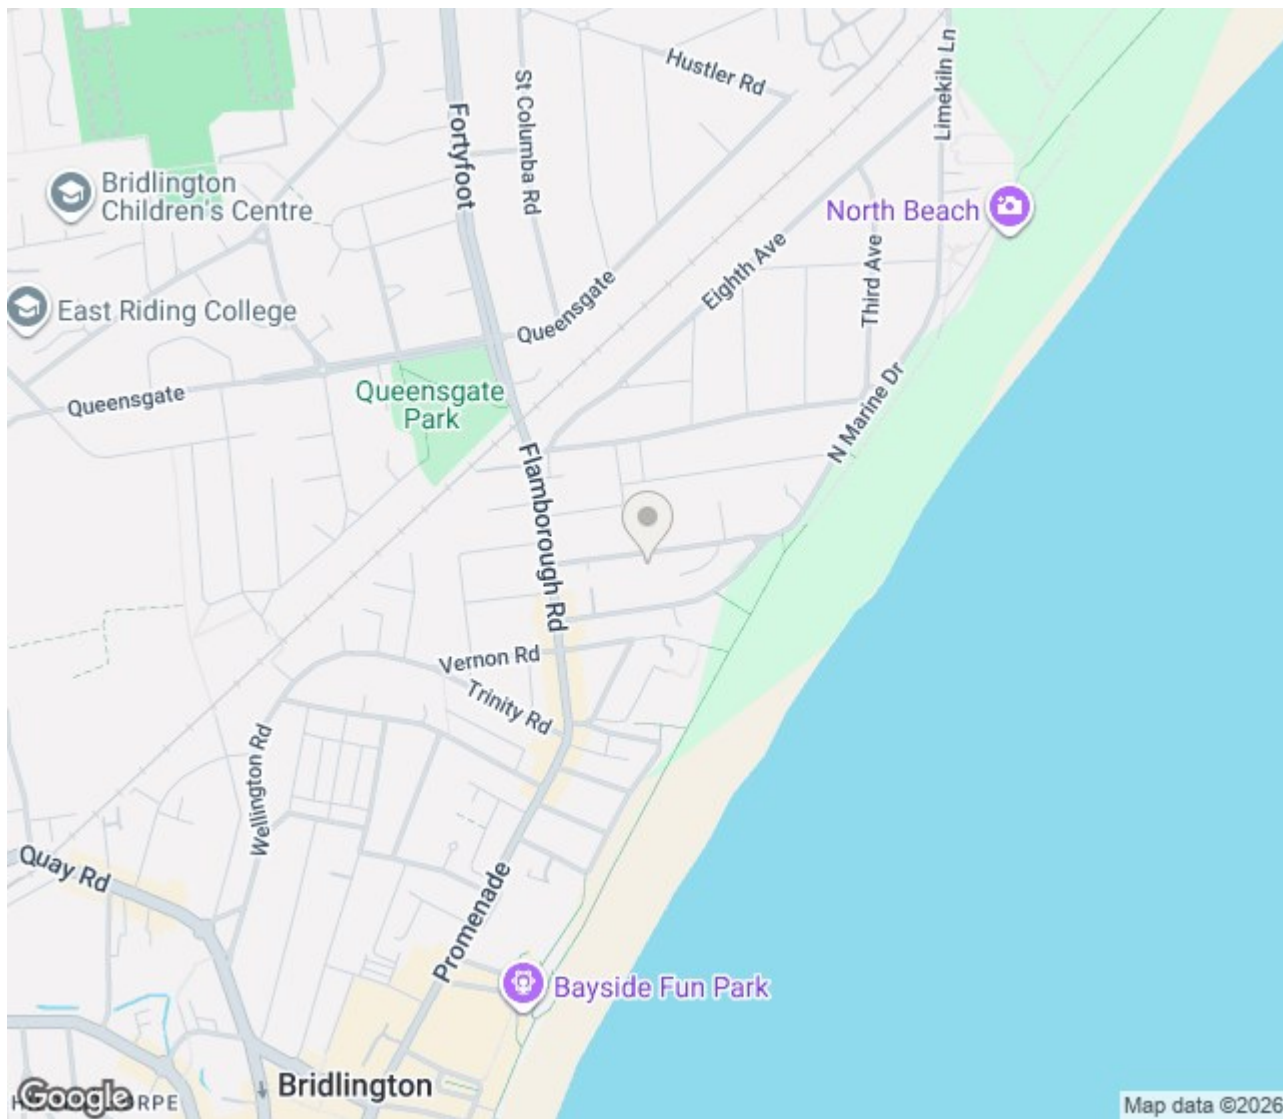 Hustler Rd
Limekiln Ln
St Columba Rd
Fortyfoot
Bridlington
Children's Centre
North Beach
Eighth Ave
Third Ave
East Riding College
Queensgate
Queensgate
Park
Queensgate
N Marine Dr
Flamborough Rd
Vernon Rd
Trinity Rd
Wellington Rd
Quay Rd
Promenade
Bayside Fun Park
Bridlington
Google
Map data ©2026